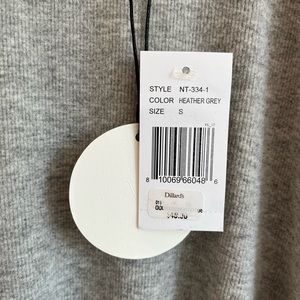 STYLE NT-334-1
COLOR HEATHER GREY
SIZE S
8 10069 66048 6
Dillard's